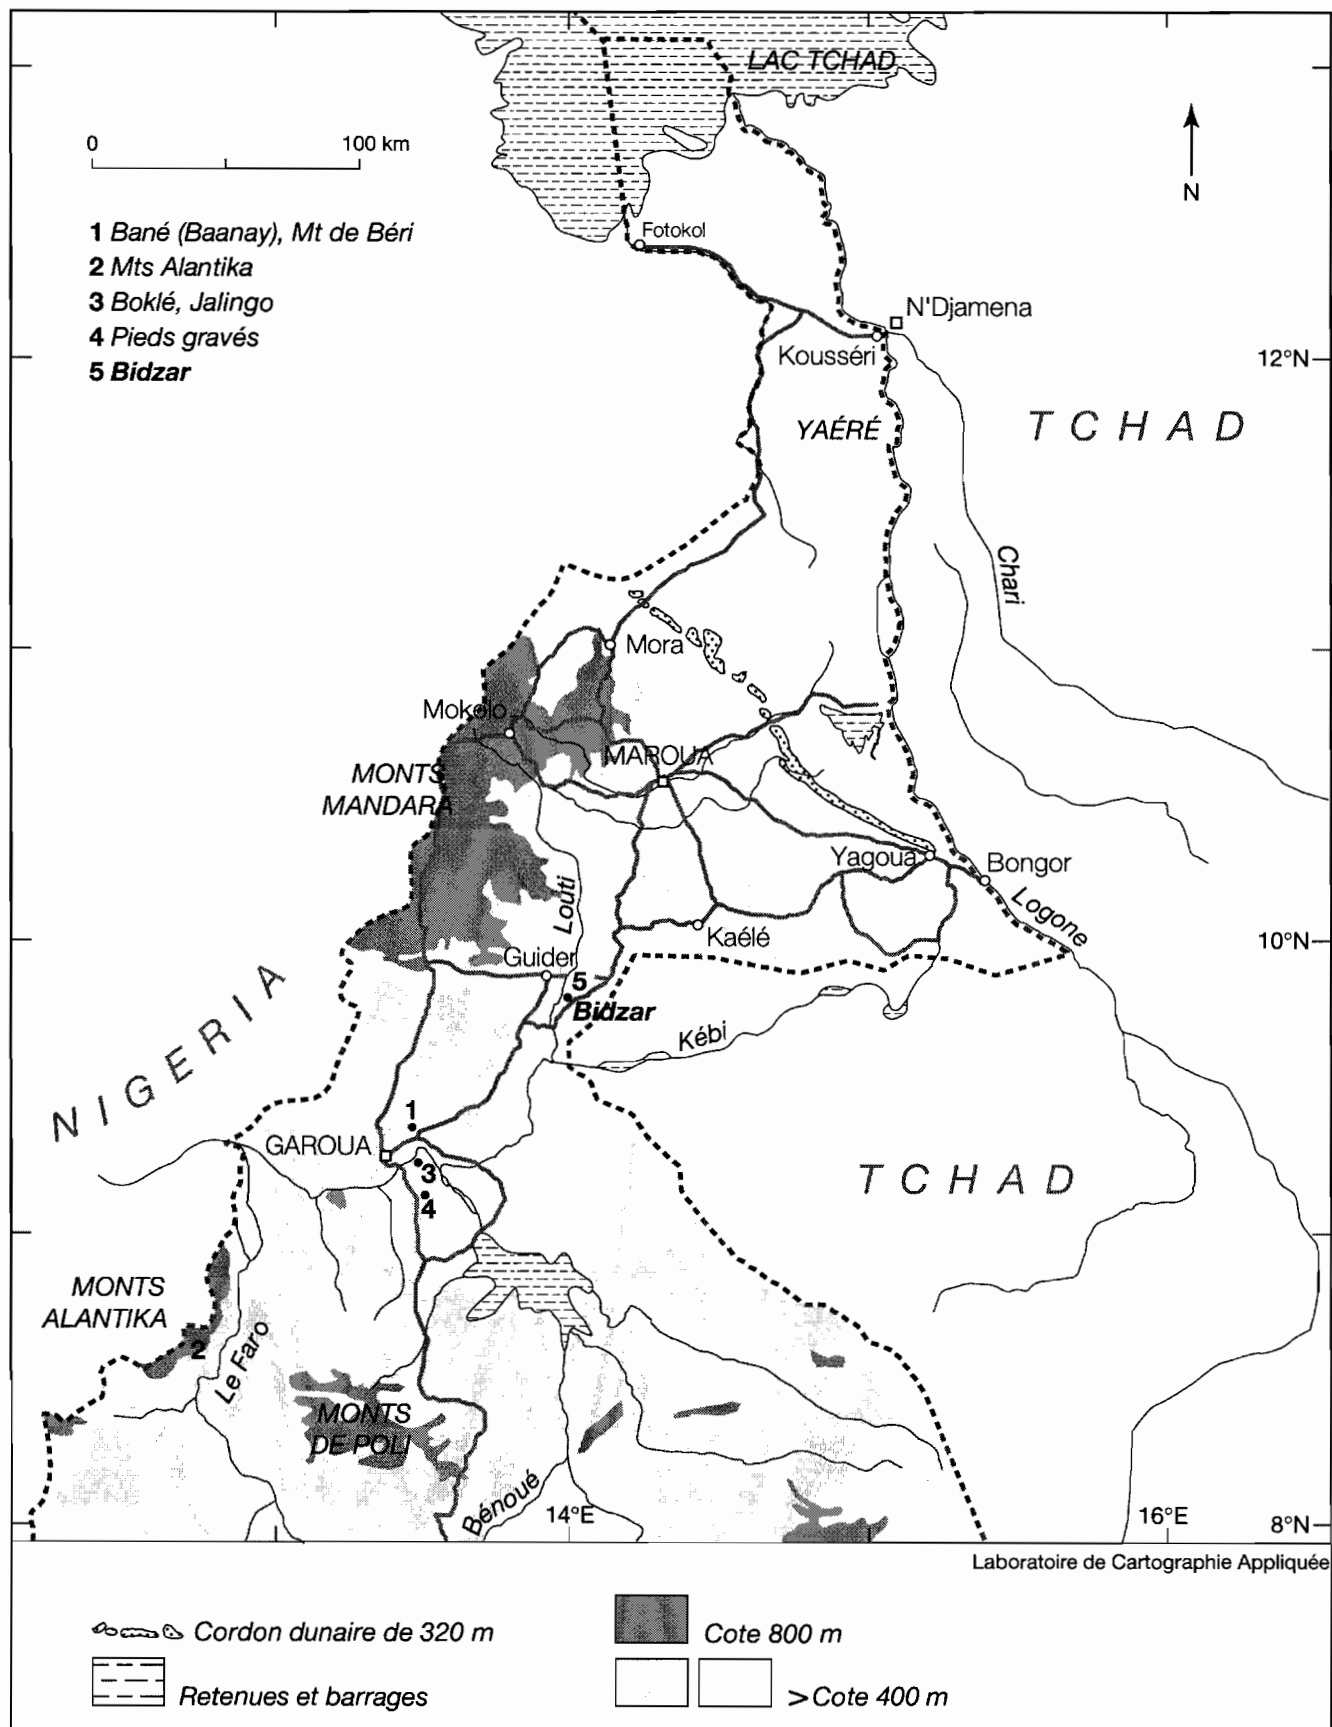 LAC TCHAD
0 100 km
N
1 Bané (Baanay), Mt de Béri
2 Mts Alantika
3 Boklé, Jalingo
4 Pieds gravés
5 Bidzar
Fotokol
N'Djamena
Kousséri
12°N
YAÉRÉ
TCHAD
Chari
Mora
Mokolo
MAROUA
MONTS
MANDARA
Yagoua
Bongor
Logone
Louti
Kaélé
10°N
Guider
5
Bidzar
NIGERIA
Kébi
1
GAROUA
3
4
TCHAD
MONTS
ALANTIKA
2
Le Faro
MONTS
DE POLI
Bénoué
14°E
16°E
8°N
Laboratoire de Cartographie Appliquée
Cordon dunaire de 320 m
Cote 800 m
Retenues et barrages
>Cote 400 m